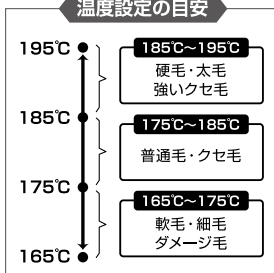 温度設定の目安
195℃
185℃～195℃
硬毛・太毛
強いクセ毛
185℃
175℃～185℃
普通毛・クセ毛
175℃
165℃～175℃
軟毛・細毛
ダメージ毛
165℃